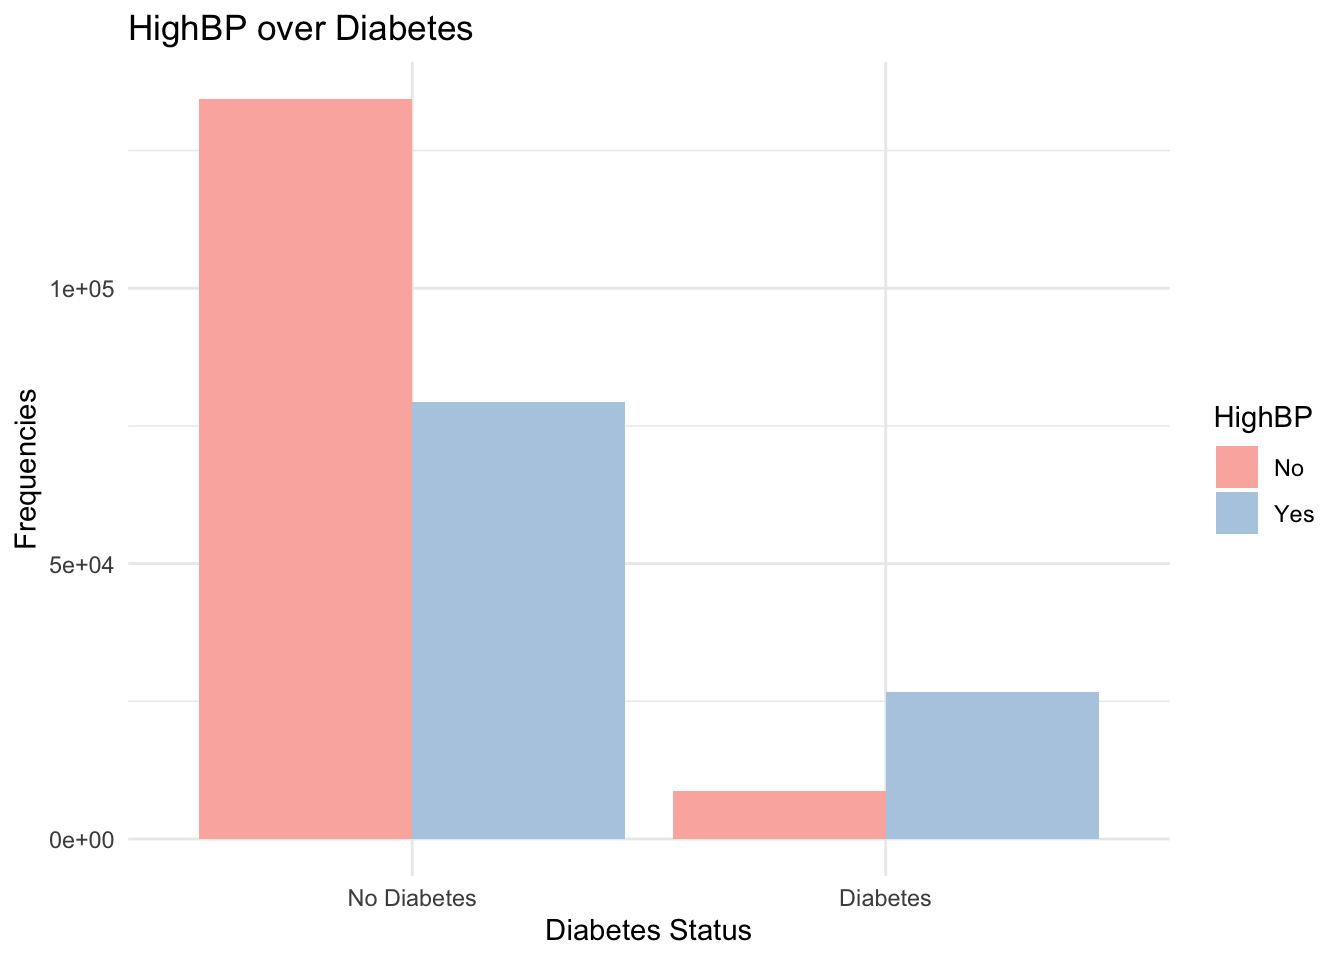 HighBP over Diabetes
1e+05
5e+04
0e+00
Frequencies
No Diabetes
Diabetes
Diabetes Status
HighBP
No
Yes